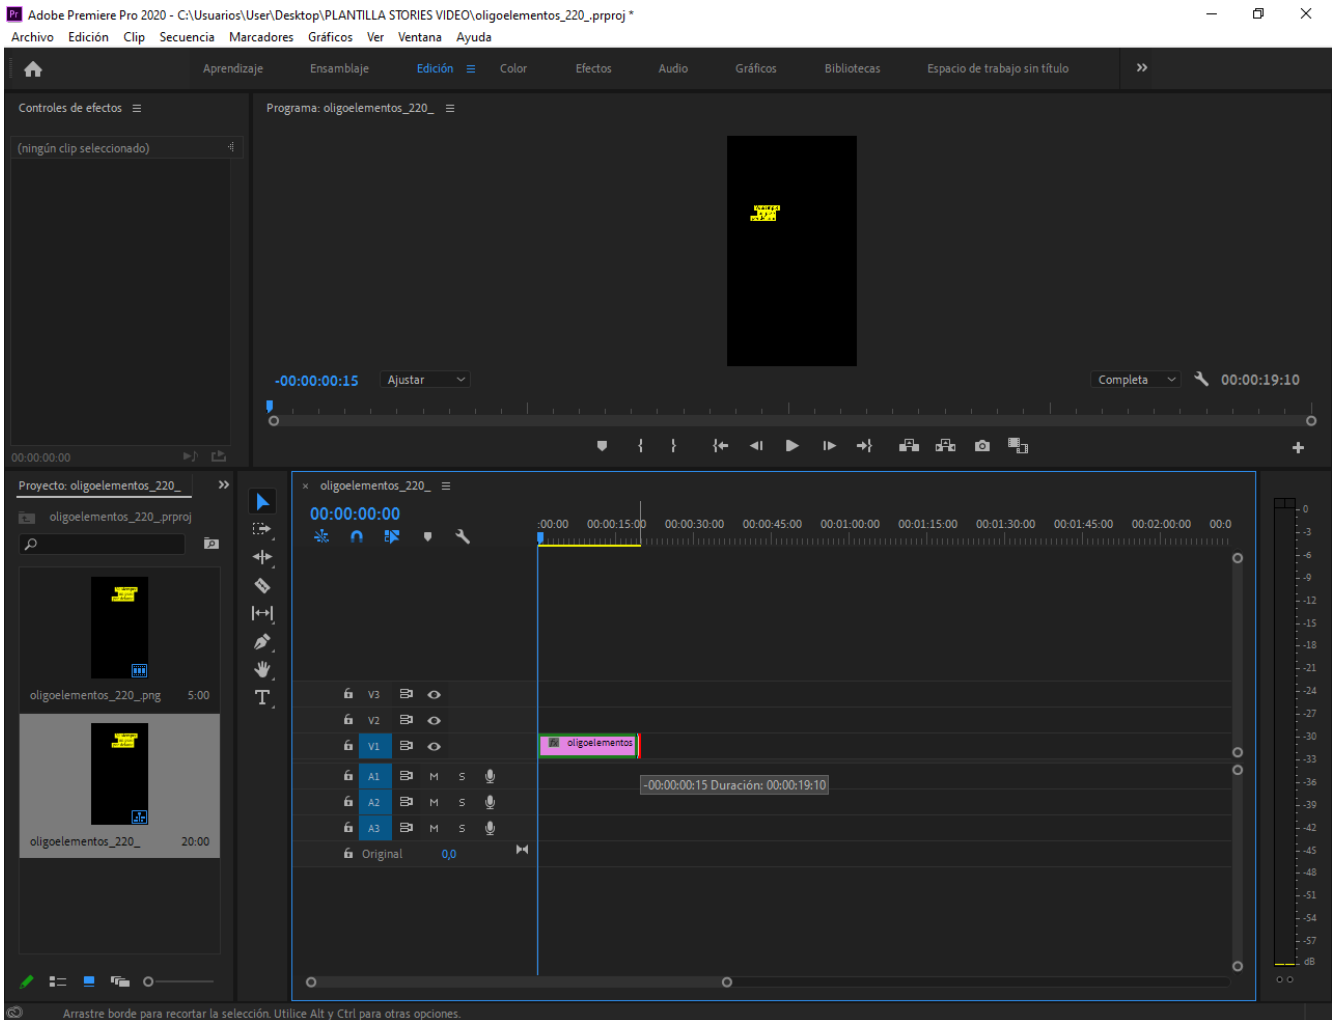 Pr Adobe Premiere Pro 2020 - C:\Usuarios\User\Desktop\PLANTILLA STORIES VIDEO\oligoelementos_220_.prproj *
Archivo Edición Clip Secuencia Marcadores Gráficos Ver Ventana Ayuda
Aprendizaje Ensamblaje Edición Color Efectos Audio Gráficos Bibliotecas Espacio de trabajo sin título
Controles de efectos
Programa: oligoelementos_220_
(ningún clip seleccionado)
-00:00:00:15 Ajustar Completa 00:00:19:10
00:00:00:00
Proyecto: oligoelementos_220_
oligoelementos_220_.prproj
oligoelementos_220_.png 5:00
oligoelementos_220_ 20:00
× oligoelementos_220_
00:00:00:00
:00:00 00:00:15:00 00:00:30:00 00:00:45:00 00:01:00:00 00:01:15:00 00:01:30:00 00:01:45:00 00:02:00:00 00:0
V3
V2
V1 fx oligoelementos
A1 M S
A2 M S
A3 M S
Original 0,0
-00:00:00:15 Duración: 00:00:19:10
0
-3
-6
-9
-12
-15
-18
-21
-24
-27
-30
-33
-36
-39
-42
-45
-48
-51
-54
-57
dB
Arrastre borde para recortar la selección. Utilice Alt y Ctrl para otras opciones.